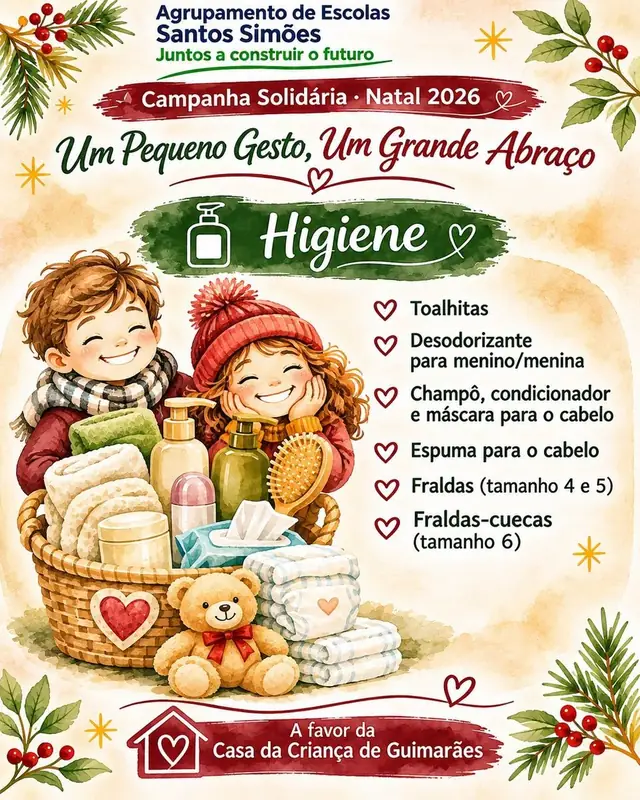 Agrupamento de Escolas
Santos Simões
Juntos a construir o futuro
Campanha Solidária · Natal 2026
Um Pequeno Gesto, Um Grande Abraço
Higiene
Toalhitas
Desodorizante
para menino/menina
Champô, condicionador
e máscara para o cabelo
Espuma para o cabelo
Fraldas (tamanho 4 e 5)
Fraldas-cuecas
(tamanho 6)
A favor da
Casa da Criança de Guimarães